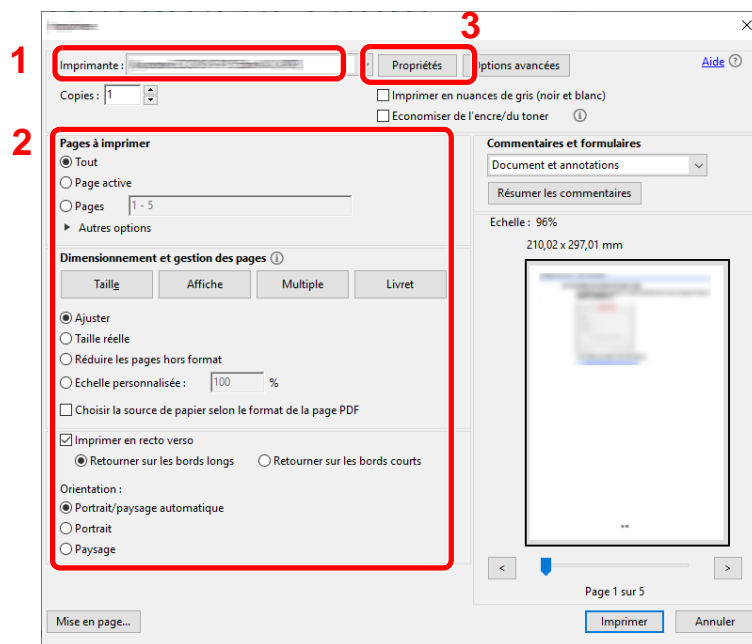 3
1
Imprimante :
Propriétés
Options avancées
Aide
Copies : 1
Imprimer en nuances de gris (noir et blanc)
Economiser de l'encre/du toner
2
Pages à imprimer
Tout
Page active
Pages 1 - 5
Autres options
Dimensionnement et gestion des pages
Taille Affiche Multiple Livret
Ajuster
Taille réelle
Réduire les pages hors format
Echelle personnalisée : 100 %
Choisir la source de papier selon le format de la page PDF
Imprimer en recto verso
Retourner sur les bords longs Retourner sur les bords courts
Orientation :
Portrait/paysage automatique
Portrait
Paysage
Commentaires et formulaires
Document et annotations
Résumer les commentaires
Echelle : 96%
210,02 x 297,01 mm
< >
Page 1 sur 5
Mise en page... Imprimer Annuler